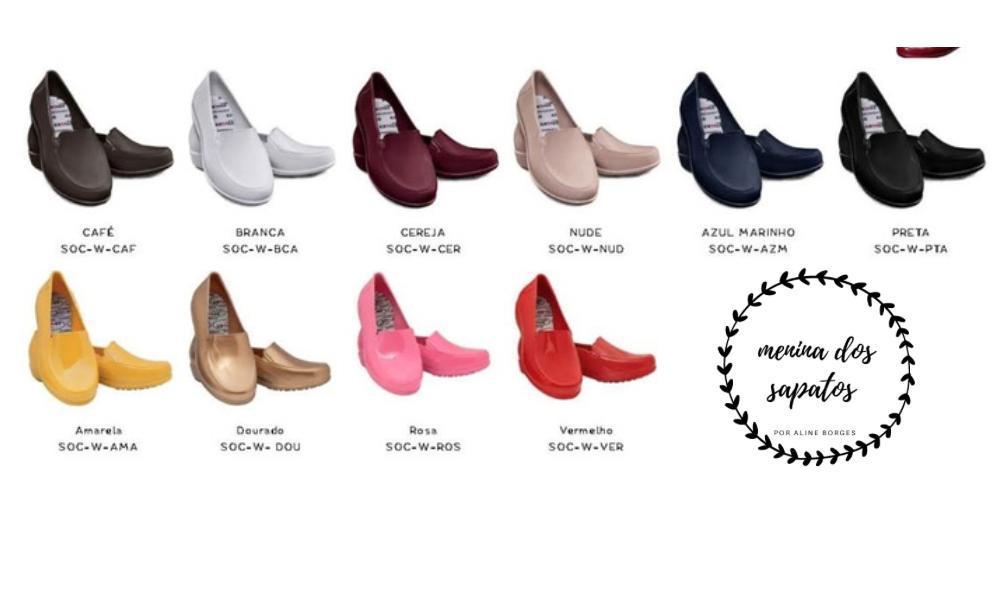 CAFÉ
SOC-W-CAF
BRANCA
SOC-W-BCA
CEREJA
SOC-W-CER
NUDE
SOC-W-NUD
AZUL MARINHO
SOC-W-AZM
PRETA
SOC-W-PTA
Amarela
SOC-W-AMA
Dourado
SOC-W- DOU
Rosa
SOC-W-ROS
Vermelho
SOC-W-VER
menina dos
sapatos
POR ALINE BORGES